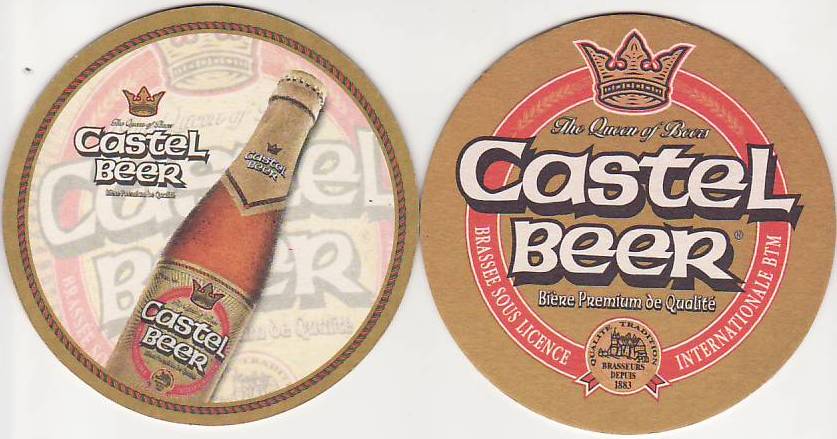 The Queen of Beers
Castel
BEER
Bière Premium de Qualité
Castel
BEER
Castel
BEER
The Queen of Beers
Castel
BEER®
Bière Premium de Qualité
BRASSEE SOUS LICENCE
INTERNATIONALE BTM
QUALITE TRADITION
BRASSEURS
DEPUIS
1883